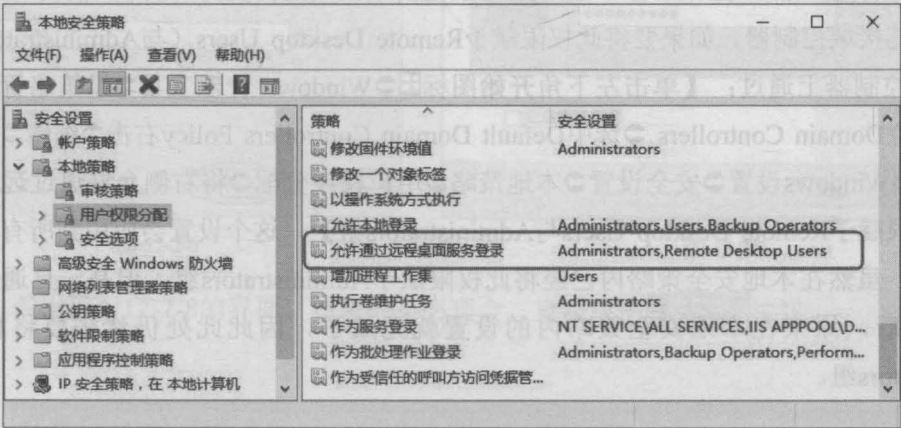 本地安全策略
文件(F) 操作(A) 查看(V) 帮助(H)
安全设置
帐户策略
本地策略
审核策略
用户权限分配
安全选项
高级安全 Windows 防火墙
网络列表管理器策略
公钥策略
软件限制策略
应用程序控制策略
IP 安全策略，在 本地计算机
策略 安全设置
修改固件环境值 Administrators
修改一个对象标签
以操作系统方式执行
允许本地登录 Administrators,Users,Backup Operators
允许通过远程桌面服务登录 Administrators,Remote Desktop Users
增加进程工作集 Users
执行卷维护任务 Administrators
作为服务登录 NT SERVICE\ALL SERVICES,IIS APPPOOL\D...
作为批处理作业登录 Administrators,Backup Operators,Perform...
作为受信任的呼叫方访问凭据管...